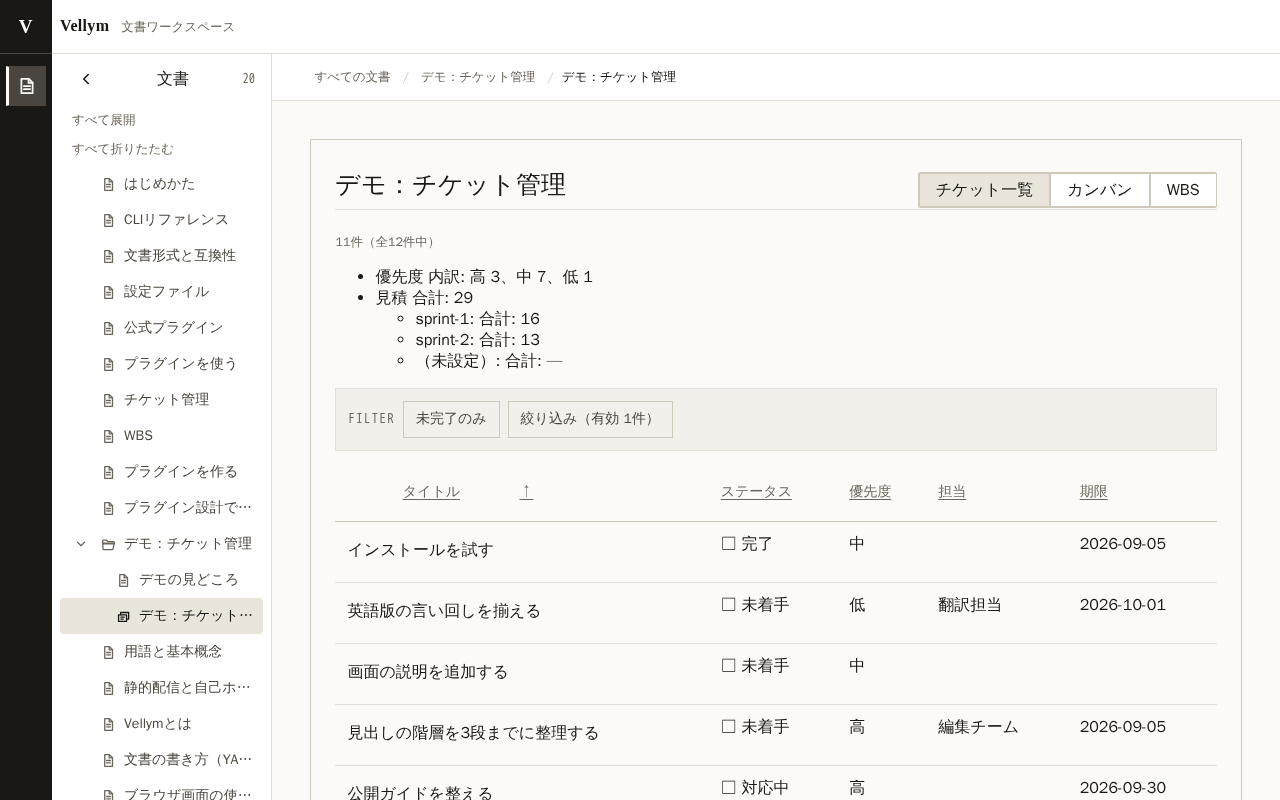 V
Vellym 文書ワークスペース
文書 20
すべて展開
すべて折りたたむ
はじめかた
CLIリファレンス
文書形式と互換性
設定ファイル
公式プラグイン
プラグインを使う
チケット管理
WBS
プラグインを作る
プラグイン設計で…
デモ：チケット管理
デモの見どころ
デモ：チケット…
用語と基本概念
静的配信と自己ホ…
Vellymとは
文書の書き方（YA…
ブラウザ画面の使…
すべての文書 / デモ：チケット管理 / デモ：チケット管理
デモ：チケット管理
チケット一覧 カンバン WBS
11件（全12件中）
• 優先度 内訳: 高 3、中 7、低 1
• 見積 合計: 29
◦ sprint-1: 合計: 16
◦ sprint-2: 合計: 13
◦ （未設定）: 合計: —
FILTER 未完了のみ 絞り込み（有効 1件）
タイトル ↑ ステータス 優先度 担当 期限
インストールを試す ☐ 完了 中 2026-09-05
英語版の言い回しを揃える ☐ 未着手 低 翻訳担当 2026-10-01
画面の説明を追加する ☐ 未着手 中
見出しの階層を3段までに整理する ☐ 未着手 高 編集チーム 2026-09-05
公開ガイドを整える ☐ 対応中 高 2026-09-30